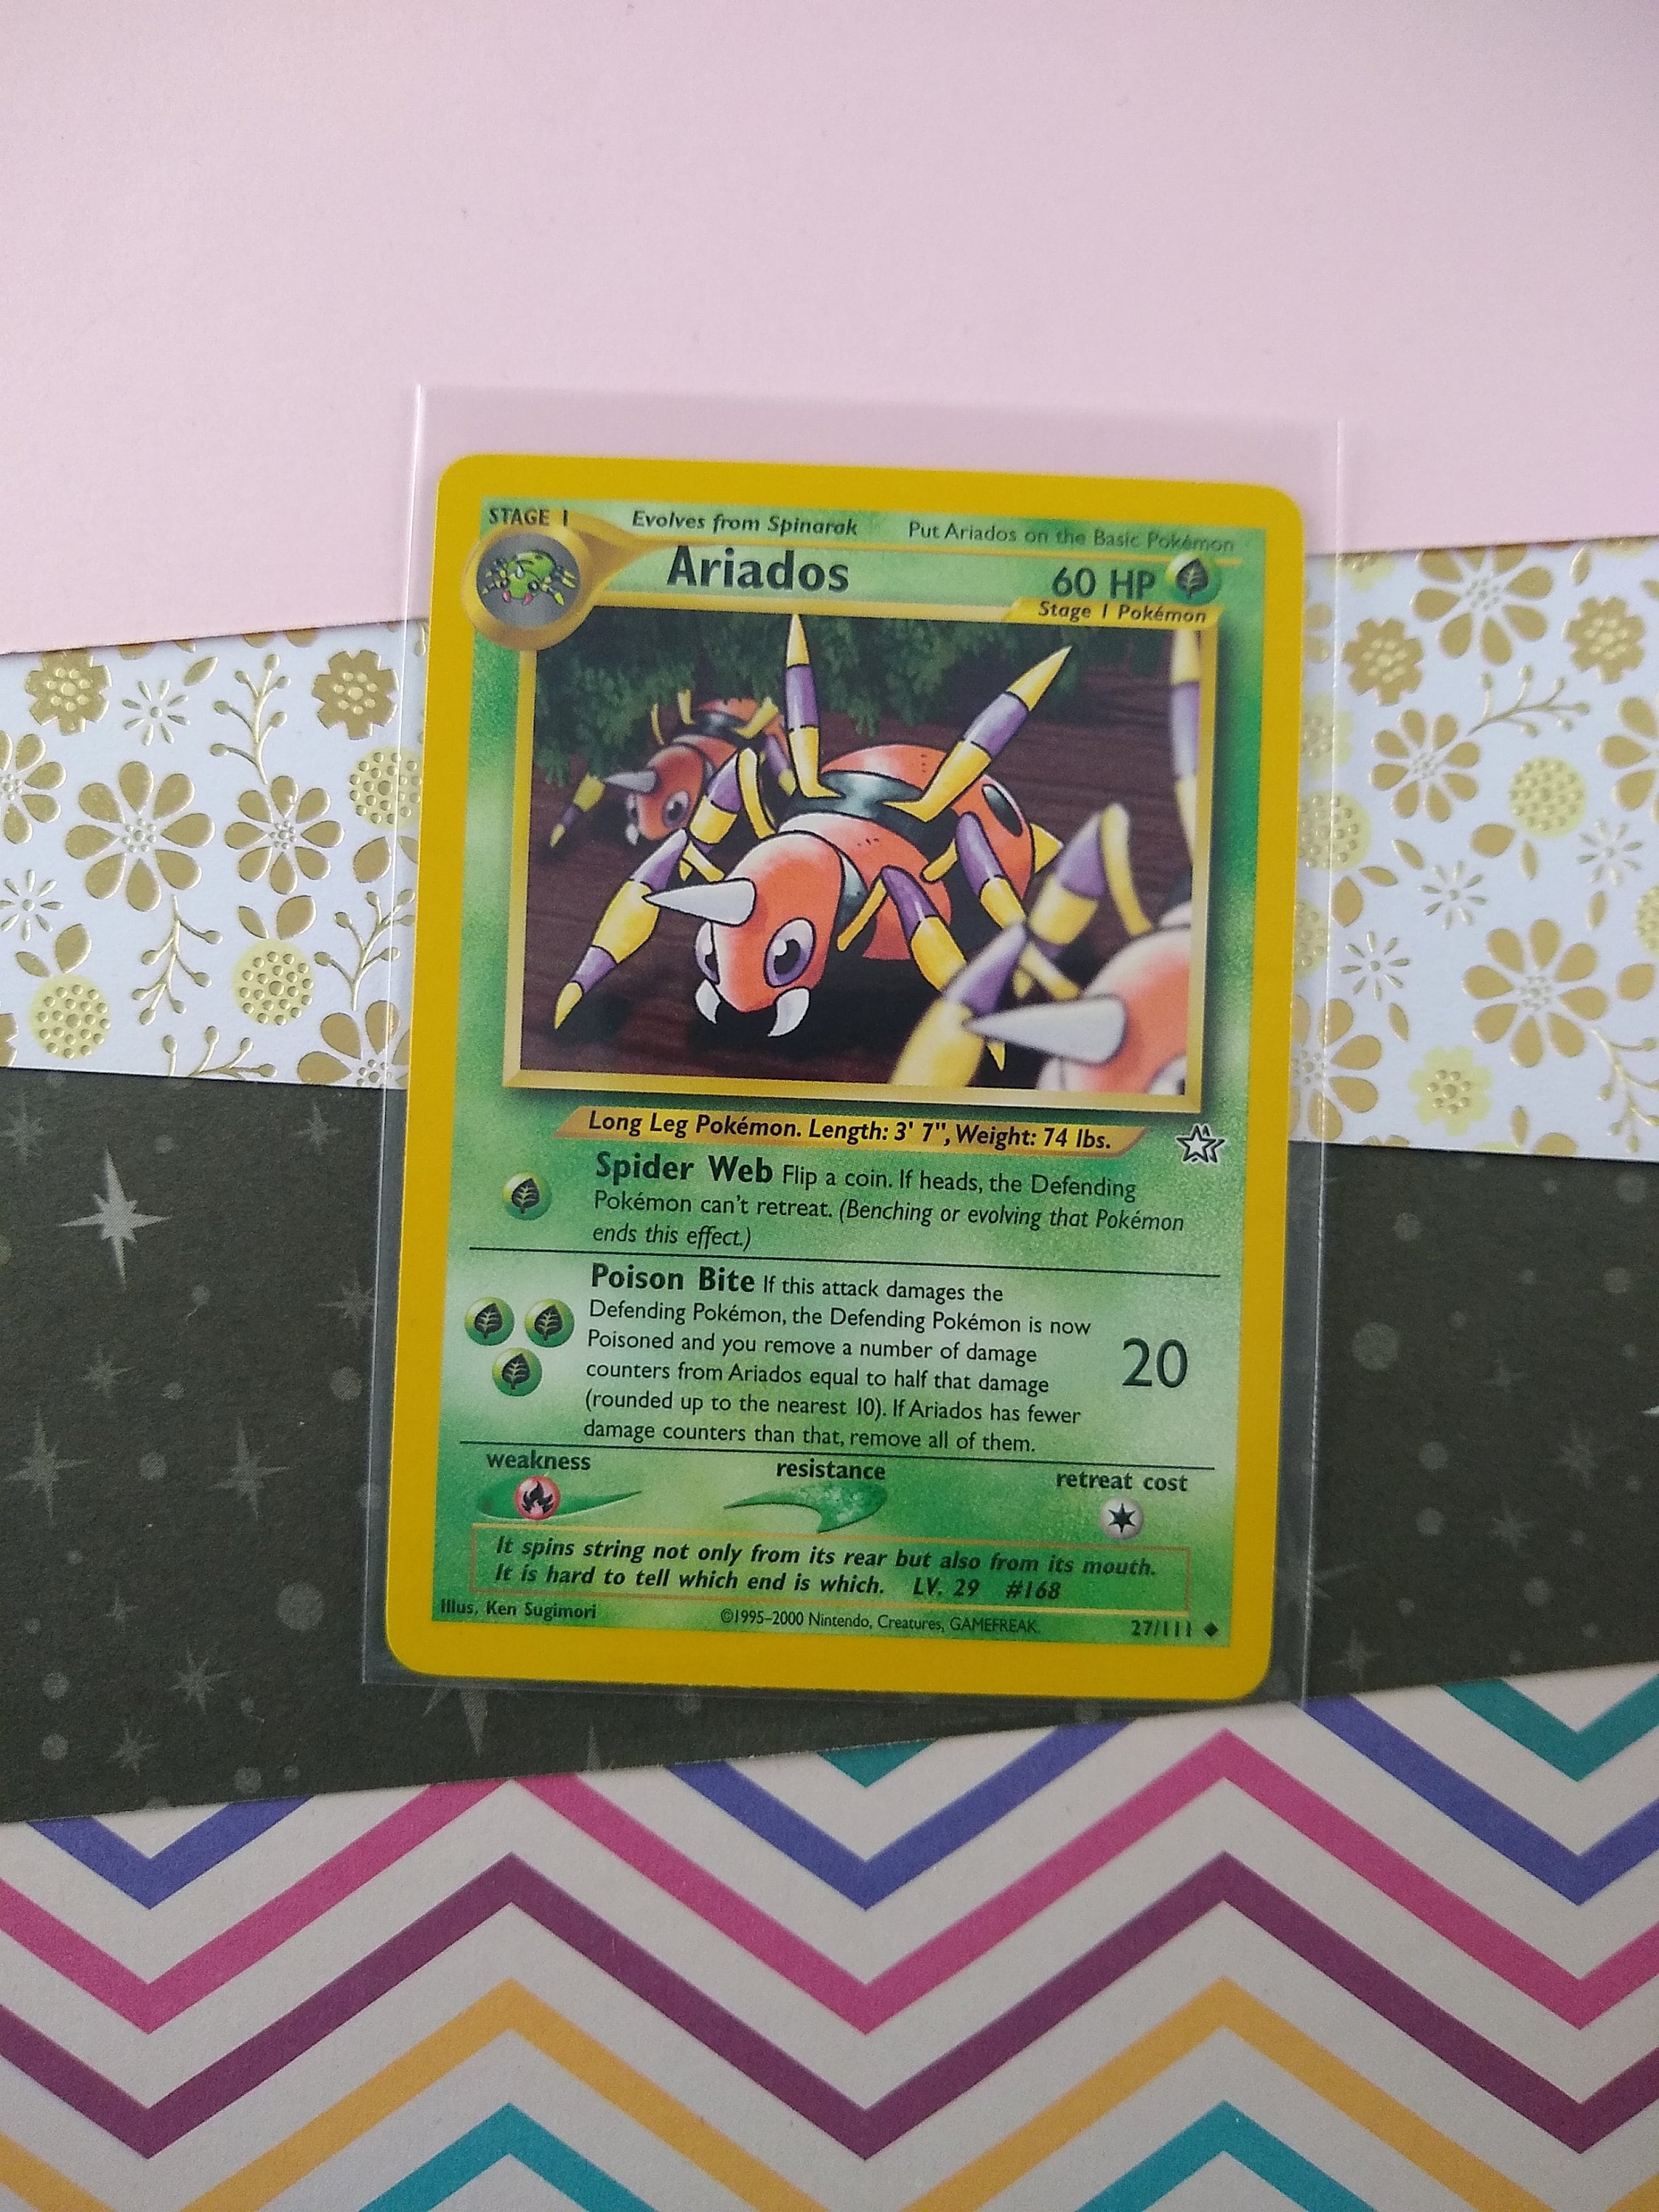 STAGE 1 Evolves from Spinarak Put Ariados on the Basic Pokémon
Ariados 60 HP
Stage 1 Pokémon
Long Leg Pokémon. Length: 3' 7", Weight: 74 lbs.
Spider Web Flip a coin. If heads, the Defending
Pokémon can't retreat. (Benching or evolving that Pokémon
ends this effect.)
Poison Bite If this attack damages the
Defending Pokémon, the Defending Pokémon is now
Poisoned and you remove a number of damage
counters from Ariados equal to half that damage
(rounded up to the nearest 10). If Ariados has fewer
damage counters than that, remove all of them.
20
weakness resistance retreat cost
It spins string not only from its rear but also from its mouth.
It is hard to tell which end is which. LV. 29 #168
Illus. Ken Sugimori ©1995–2000 Nintendo, Creatures, GAMEFREAK. 27/111